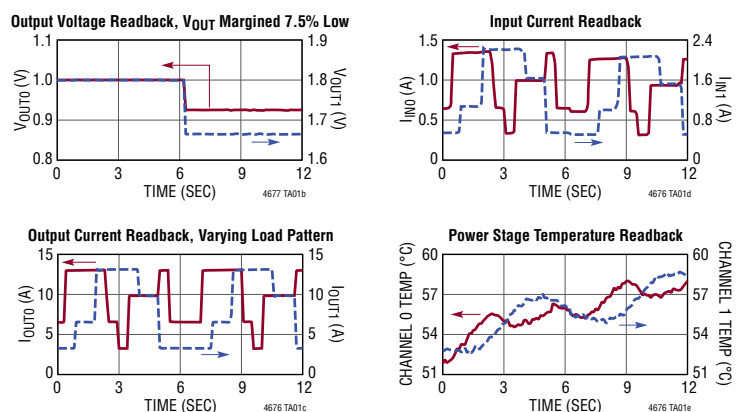 Output Voltage Readback, VOUT Margined 7.5% Low
1.1
1.0
0.9
0.8
VOUT0 (V)
1.9
1.8
1.7
1.6
VOUT1 (V)
0
3
6
9
12
TIME (SEC)
4677 TA01b
Input Current Readback
1.5
1.0
0.5
0
IIN0 (A)
2.4
1.6
0.8
0
IIN1 (A)
0
3
6
9
12
TIME (SEC)
4676 TA01d
Output Current Readback, Varying Load Pattern
15
10
5
0
IOUT0 (A)
15
10
5
0
IOUT1 (A)
0
3
6
9
12
TIME (SEC)
4676 TA01c
Power Stage Temperature Readback
60
57
54
51
CHANNEL 0 TEMP (°C)
60
57
54
51
CHANNEL 1 TEMP (°C)
0
3
6
9
12
TIME (SEC)
4676 TA01e